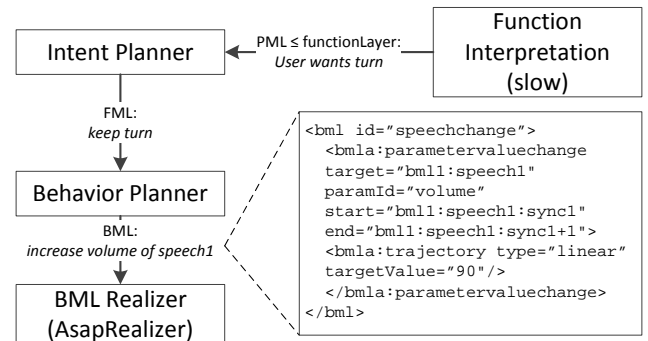 Intent Planner
PML ≤ functionLayer:
User wants turn
Function
Interpretation
(slow)
FML:
keep turn
Behavior Planner
BML:
increase volume of speech1
BML Realizer
(AsapRealizer)
<bml id="speechchange">
<bmla:parametervaluechange
target="bml1:speech1"
paramId="volume"
start="bml1:speech1:sync1"
end="bml1:speech1:sync1+1">
<bmla:trajectory type="linear"
targetValue="90"/>
</bmla:parametervaluechange>
</bml>